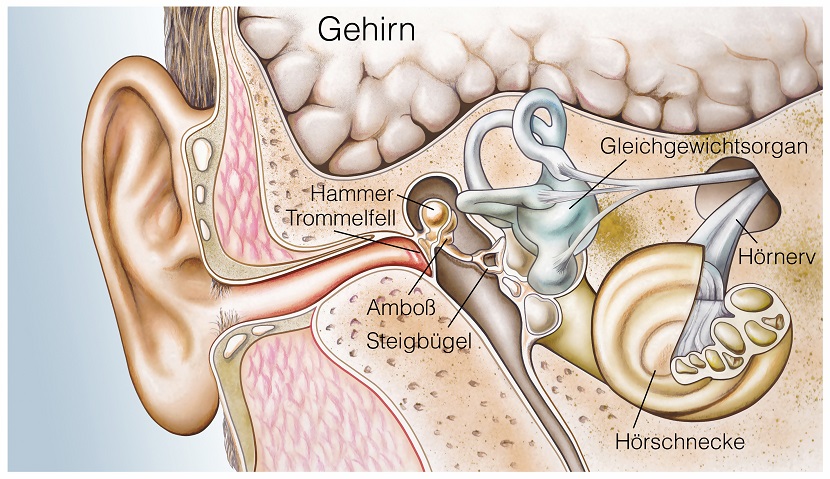 Gehirn
Gleichgewichtsorgan
Hammer
Trommelfell
Hörnerv
Amboß
Steigbügel
Hörschnecke